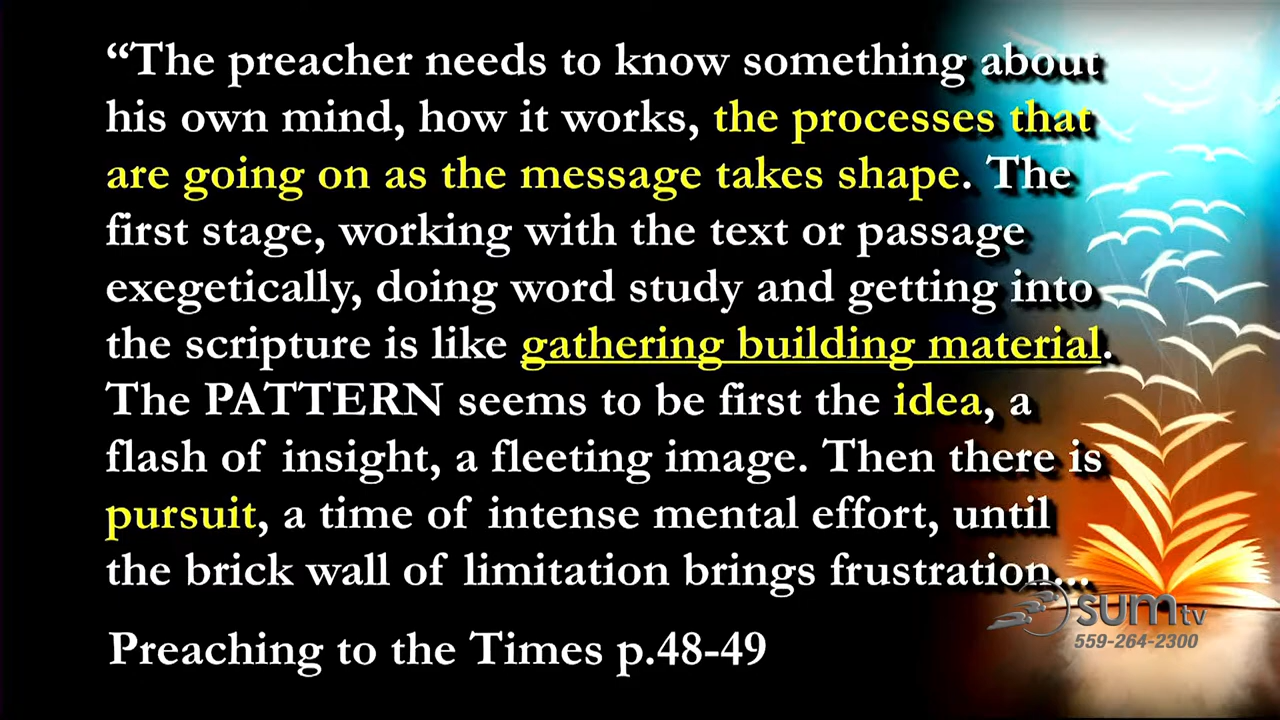 “The preacher needs to know something about
his own mind, how it works, the processes that
are going on as the message takes shape. The
first stage, working with the text or passage
exegetically, doing word study and getting into
the scripture is like gathering building material.
The PATTERN seems to be first the idea, a
flash of insight, a fleeting image. Then there is
pursuit, a time of intense mental effort, until
the brick wall of limitation brings frustration...
sumtv
559-264-2300
Preaching to the Times p.48-49